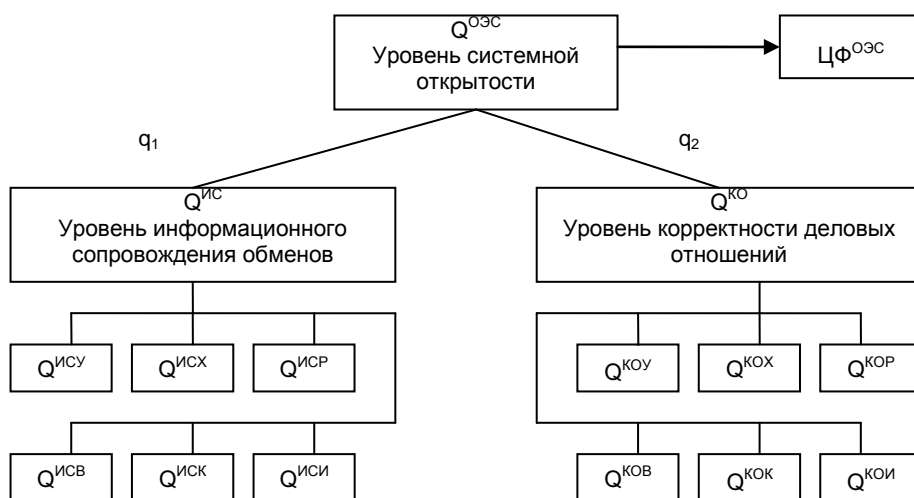 Q^ОЭС
Уровень системной
открытости
ЦФ^ОЭС
q₁
q₂
Q^ИС
Уровень информационного
сопровождения обменов
Q^КО
Уровень корректности деловых
отношений
Q^ИСУ
Q^ИСХ
Q^ИСР
Q^КОУ
Q^КОХ
Q^КОР
Q^ИСВ
Q^ИСК
Q^ИСИ
Q^КОВ
Q^КОК
Q^КОИ